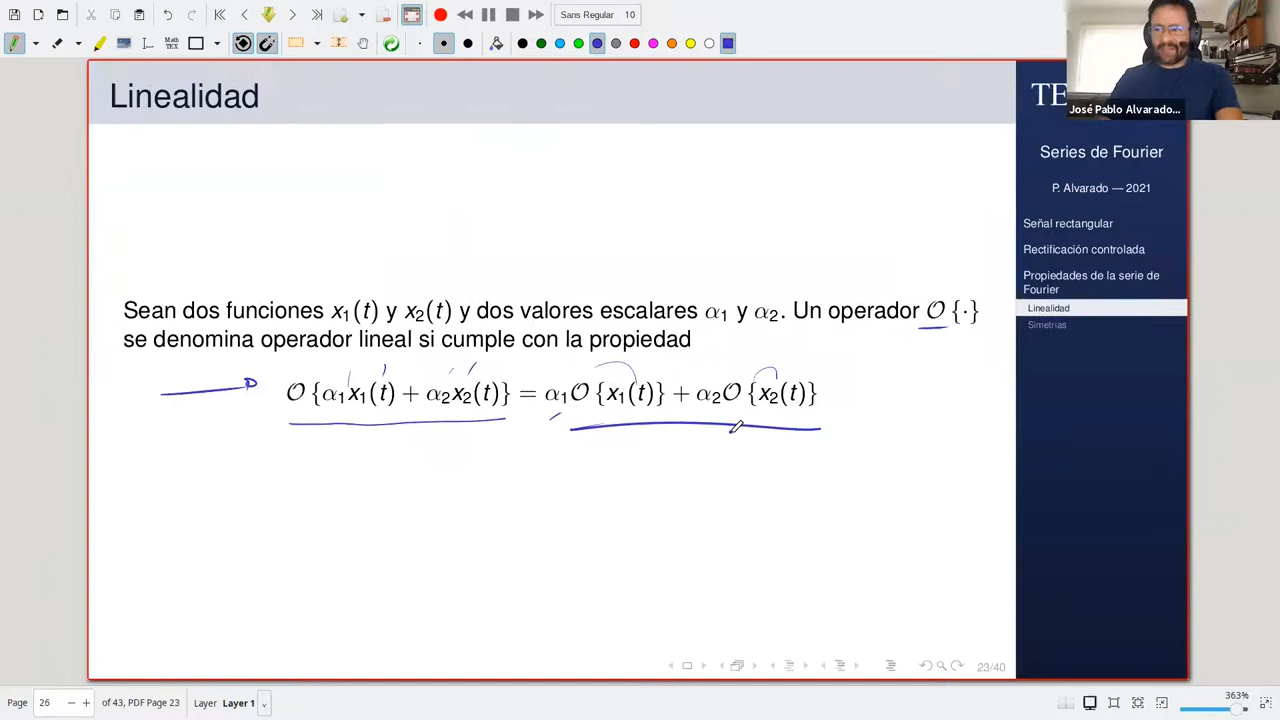 Sans Regular 10
Math
TEX
Linealidad
TE
José Pablo Alvarado...
Series de Fourier
P. Alvarado — 2021
Señal rectangular
Rectificación controlada
Propiedades de la serie de
Fourier
Linealidad
Simetrías
Sean dos funciones x₁(t) y x₂(t) y dos valores escalares α₁ y α₂. Un operador 𝒪 {·}
se denomina operador lineal si cumple con la propiedad
𝒪 {α₁x₁(t) + α₂x₂(t)} = α₁𝒪 {x₁(t)} + α₂𝒪 {x₂(t)}
23/40
Page 26 of 43, PDF Page 23 Layer Layer 1 363%